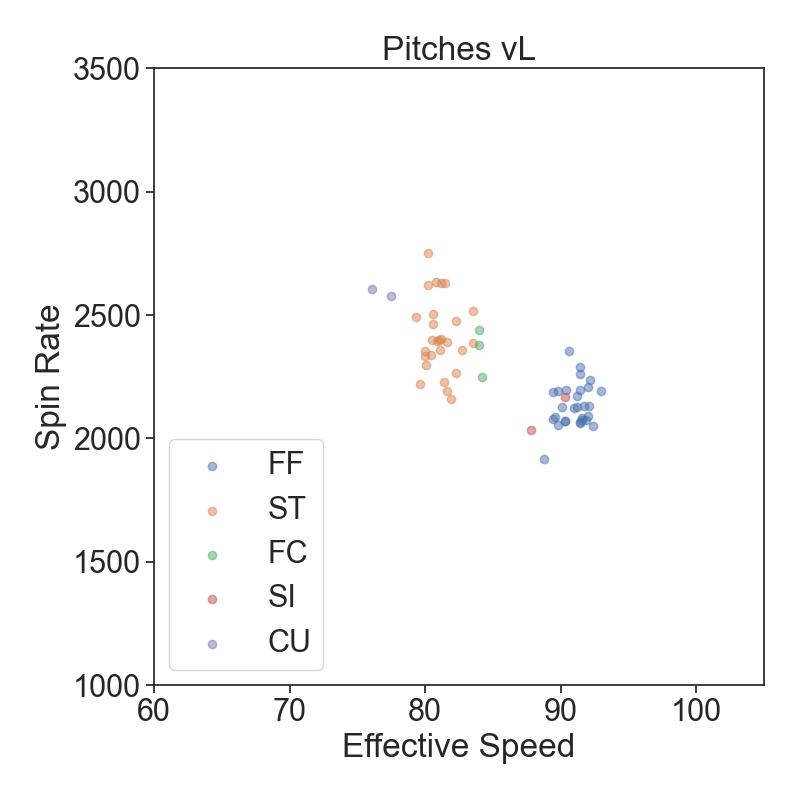 Pitches vL
3500
3000
2500
2000
1500
1000
Spin Rate
FF
ST
FC
SI
CU
60 70 80 90 100
Effective Speed